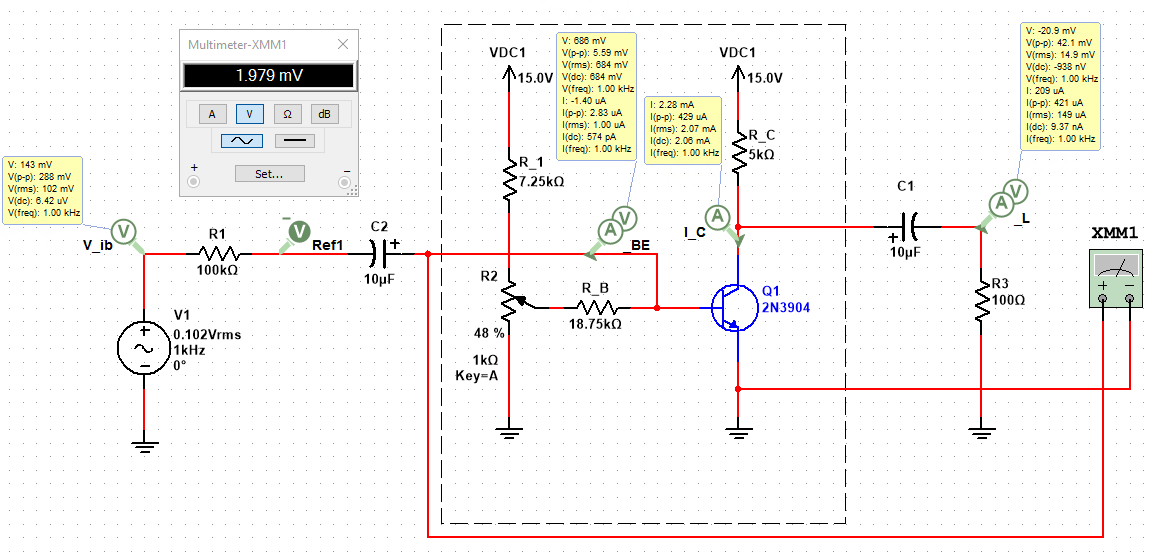 Multimeter-XMM1
1.979 mV
A
V
Ω
dB
+
Set...
−
V: 143 mV
V(p-p): 288 mV
V(rms): 102 mV
V(dc): 6.42 uV
V(freq): 1.00 kHz
V
V_ib
R1
100kΩ
V
Ref1
C2
+
10µF
V1
0.102Vrms
1kHz
0°
VDC1
15.0V
R_1
7.25kΩ
V: 686 mV
V(p-p): 5.59 mV
V(rms): 684 mV
V(dc): 684 mV
V(freq): 1.00 kHz
I: -1.40 uA
I(p-p): 2.83 uA
I(rms): 1.00 uA
I(dc): 574 pA
I(freq): 1.00 kHz
A V
_BE
R2
48 %
1kΩ
Key=A
R_B
18.75kΩ
I: 2.28 mA
I(p-p): 429 uA
I(rms): 2.07 mA
I(dc): 2.06 mA
I(freq): 1.00 kHz
VDC1
15.0V
R_C
5kΩ
A
I_C
Q1
2N3904
C1
+
10µF
V: -20.9 mV
V(p-p): 42.1 mV
V(rms): 14.9 mV
V(dc): -938 nV
V(freq): 1.00 kHz
I: 209 uA
I(p-p): 421 uA
I(rms): 149 uA
I(dc): 9.37 nA
I(freq): 1.00 kHz
A V
_L
R3
100Ω
XMM1
+ −